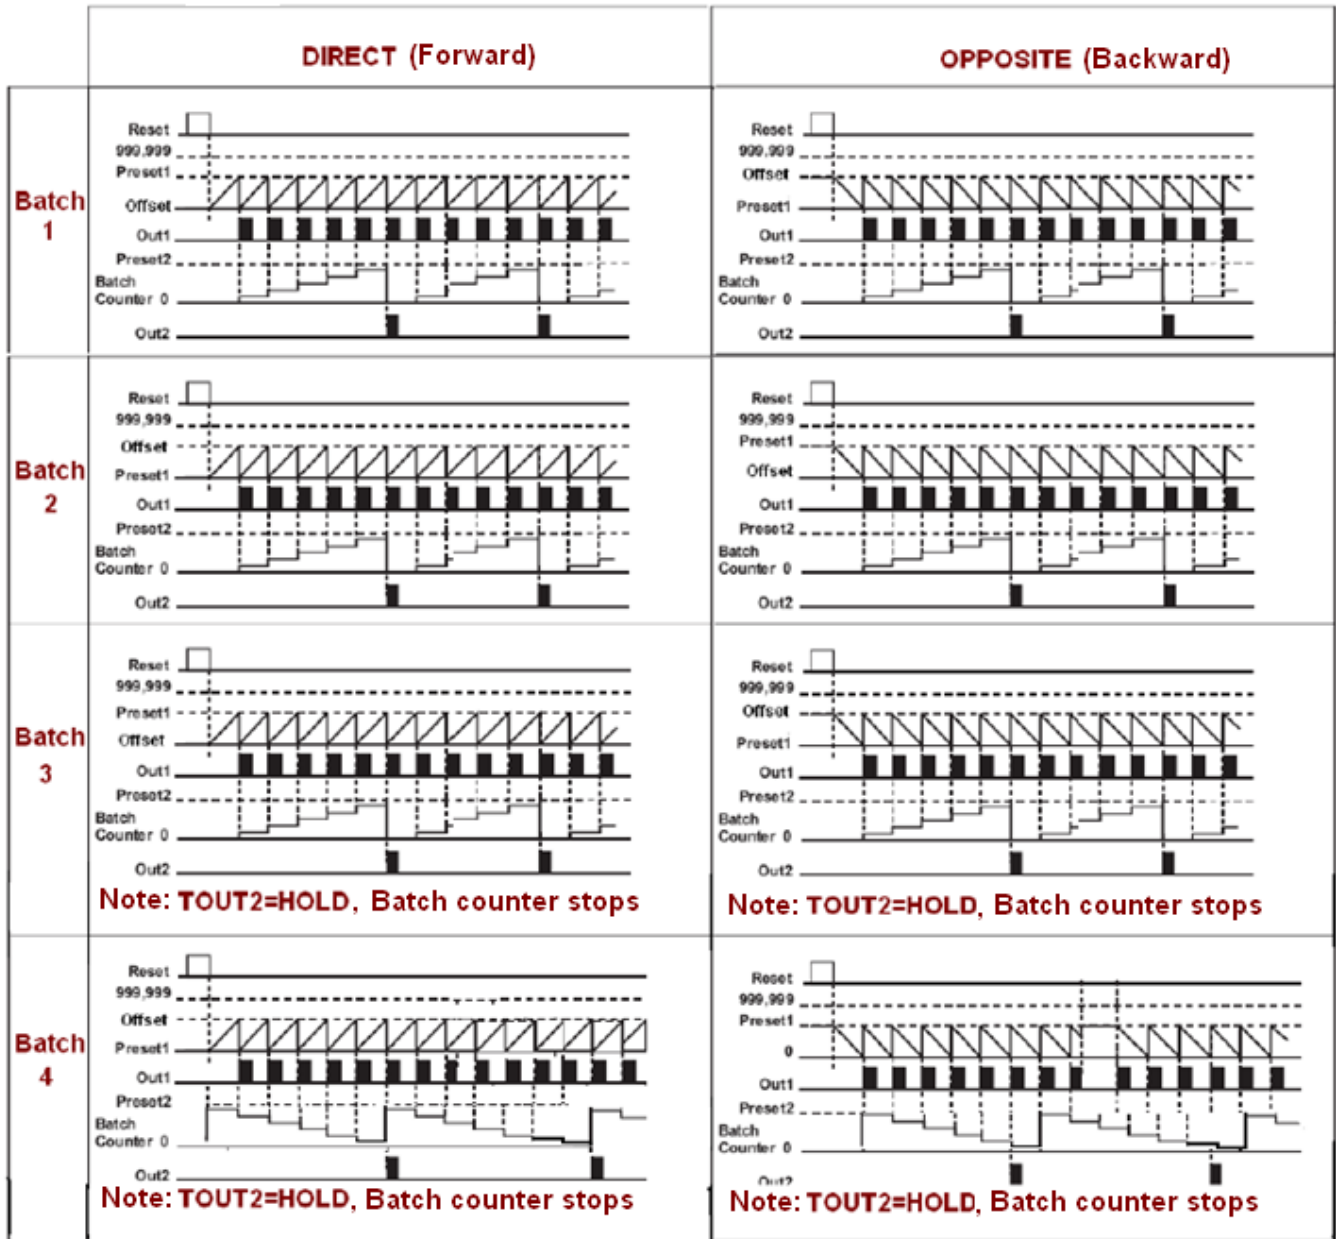 DIRECT (Forward)
OPPOSITE (Backward)
Batch
1
Reset
999,999
Preset1
Offset
Out1
Preset2
Batch
Counter 0
Out2
Reset
999,999
Offset
Preset1
Out1
Preset2
Batch
Counter 0
Out2
Batch
2
Reset
999,999
Offset
Preset1
Out1
Preset2
Batch
Counter 0
Out2
Reset
999,999
Preset1
Offset
Out1
Preset2
Batch
Counter 0
Out2
Batch
3
Reset
999,999
Preset1
Offset
Out1
Preset2
Batch
Counter 0
Out2
Note: TOUT2=HOLD, Batch counter stops
Reset
999,999
Offset
Preset1
Out1
Preset2
Batch
Counter 0
Out2
Note: TOUT2=HOLD, Batch counter stops
Batch
4
Reset
999,999
Offset
Preset1
Out1
Preset2
Batch
Counter 0
Out2
Note: TOUT2=HOLD, Batch counter stops
Reset
999,999
Preset1
0
Out1
Preset2
Batch
Counter 0
Out2
Note: TOUT2=HOLD, Batch counter stops